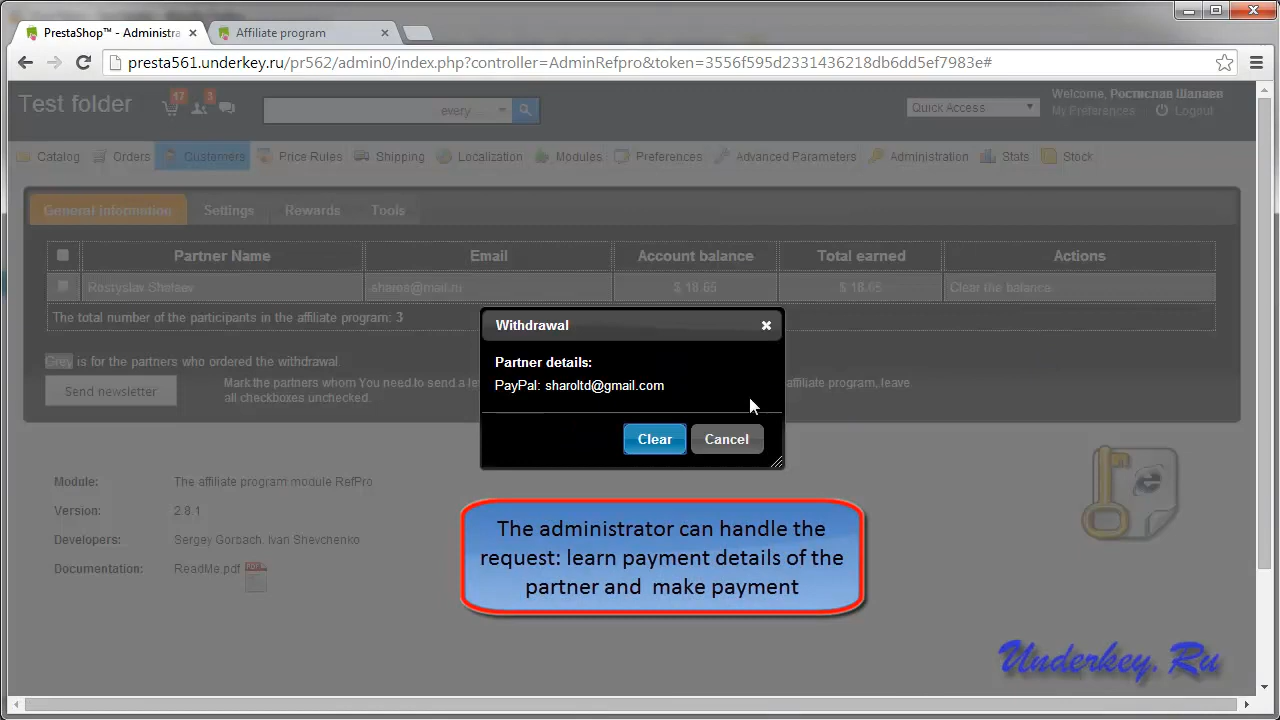 PrestaShop™ - Administra
Affiliate program
presta561.underkey.ru/pr562/admin0/index.php?controller=AdminRefpro&token=3556f595d2331436218db6dd5ef7983e#
Test folder
17
3
every
Quick Access
Welcome,
My Preferences
Logout
Catalog
Orders
Customers
Price Rules
Shipping
Localization
Modules
Preferences
Advanced Parameters
Administration
Stats
Stock
General information
Settings
Rewards
Tools
Partner Name
Email
Account balance
Total earned
Actions
Rostyslav
$ 18.65
$ 18.65
Clear the balance
The total number of the participants in the affiliate program: 3
Grey is for the partners who ordered the withdrawal
Send newsletter
Mark the partners whom You need to send a le
affiliate program, leave
all checkboxes unchecked.
Withdrawal
Partner details:
PayPal: sharoltd@gmail.com
Clear
Cancel
Module:
The affiliate program module RefPro
Version:
2.8.1
Developers:
Sergey Gorbach, Ivan Shevchenko
Documentation:
ReadMe.pdf
The administrator can handle the
request: learn payment details of the
partner and make payment
Underkey.Ru